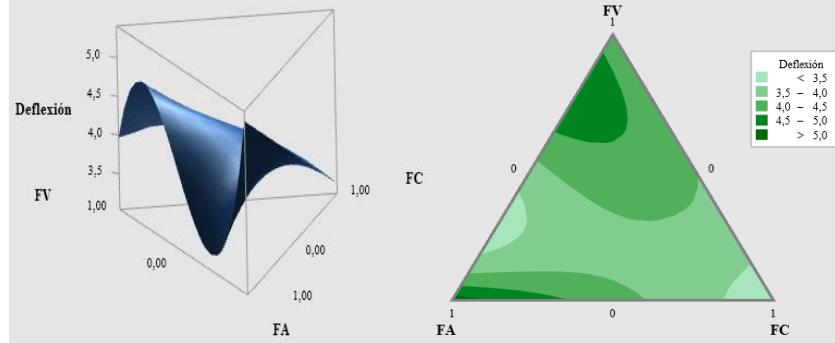 5,0
4,5
Deflexión
4,0
3,5
FV
1,00
0,00
FA
1,00
0,00
1,00
FC
FV
1
Deflexión
< 3,5
3,5 – 4,0
4,0 – 4,5
4,5 – 5,0
> 5,0
0
0
1
0
1
FA
FC